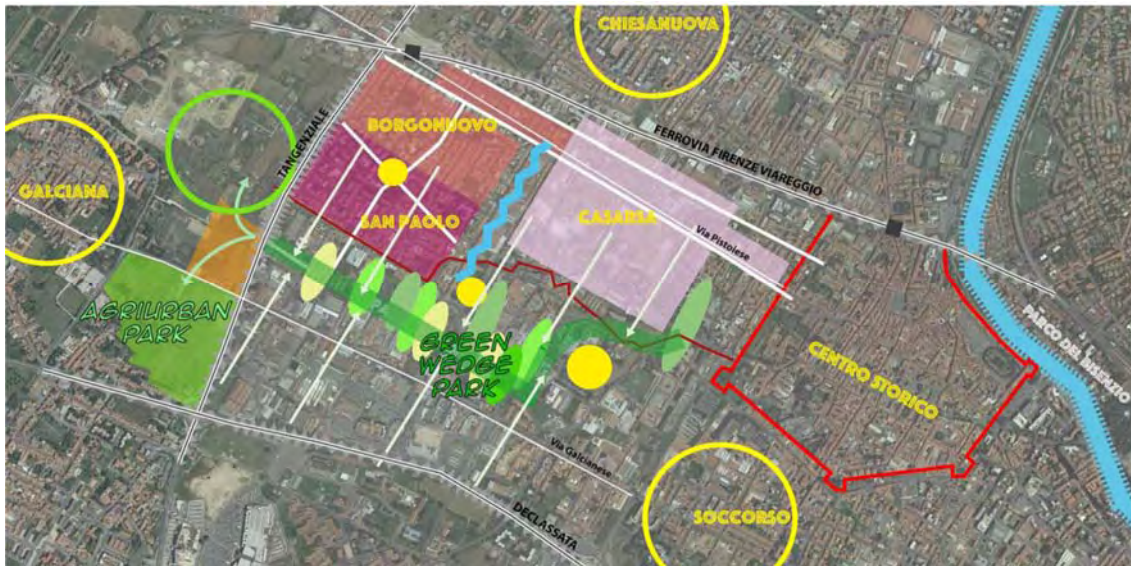 CHIESANUOVA
FERROVIA FIRENZE VIAREGGIO
TANGENZIALE
BORGONUOVO
GALCIANA
SAN PAOLO
CASARSA
Via Pistoiese
AGRIURBAN
PARK
GREEN
WEDGE
PARK
CENTRO STORICO
PARCO DEL BISENZIO
Via Galcianese
SOCCORSO
DECLASSATA